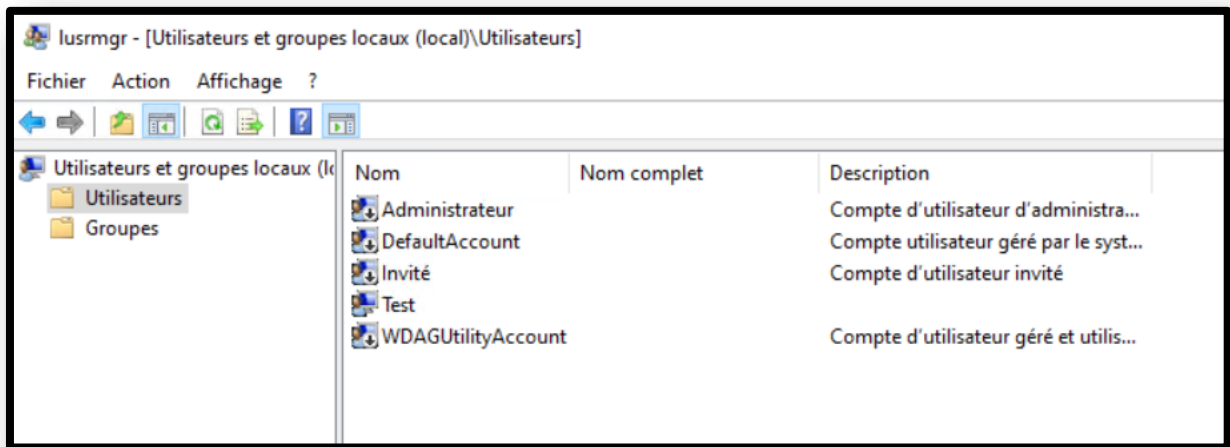 lusrmgr - [Utilisateurs et groupes locaux (local)\Utilisateurs]
Fichier Action Affichage ?
Utilisateurs et groupes locaux (lo
Utilisateurs
Groupes
Nom Nom complet Description
Administrateur Compte d'utilisateur d'administra...
DefaultAccount Compte utilisateur géré par le syst...
Invité Compte d'utilisateur invité
Test
WDAGUtilityAccount Compte d'utilisateur géré et utilis...